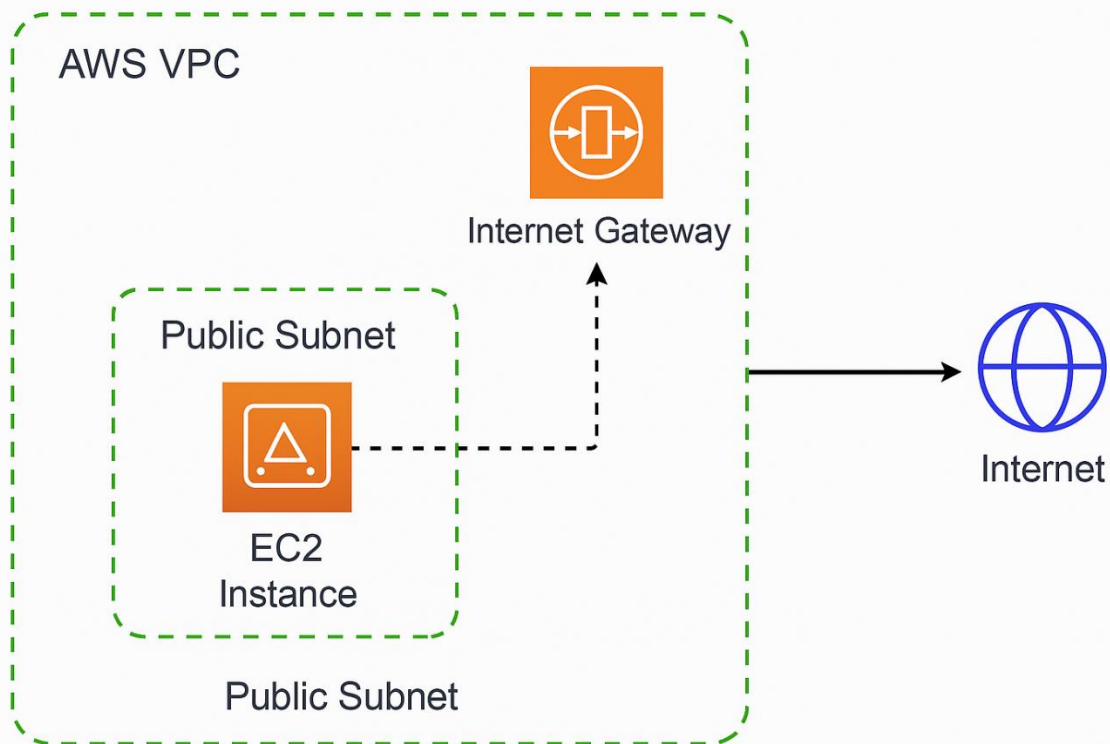 AWS VPC
Internet Gateway
Public Subnet
EC2
Instance
Internet
Public Subnet